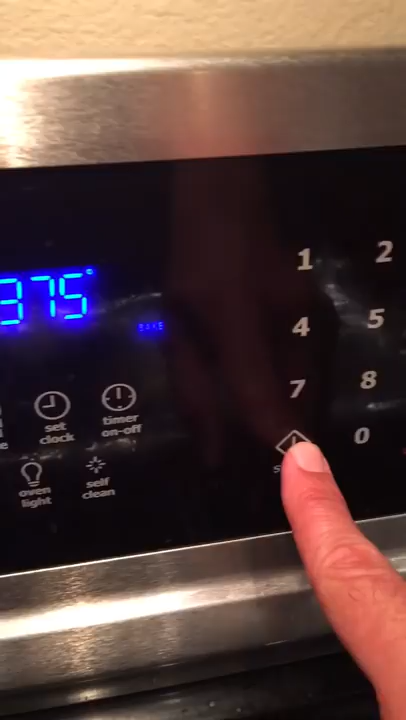 1 2
375°
BAKE
4 5
7 8
set
clock
timer
on-off
0
oven
light
self
clean